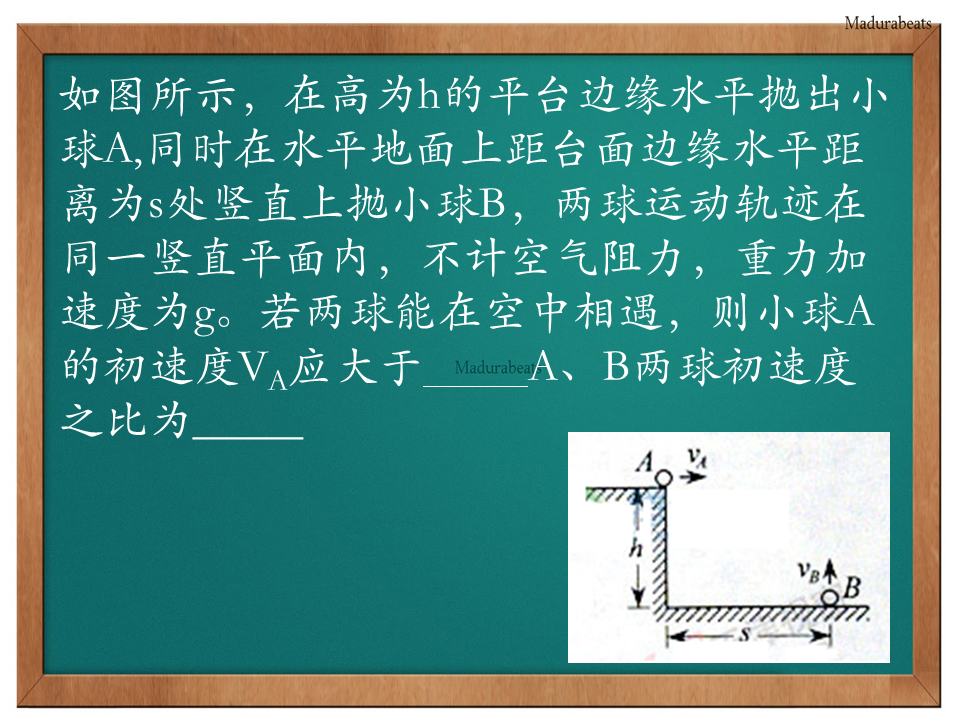 Madurabeats
如图所示，在高为h的平台边缘水平抛出小
球A,同时在水平地面上距台面边缘水平距
离为s处竖直上抛小球B，两球运动轨迹在
同一竖直平面内，不计空气阻力，重力加
速度为g。若两球能在空中相遇，则小球A
的初速度VA应大于______A、B两球初速度
Madurabeats
之比为_____
A vA
h
vB B
s